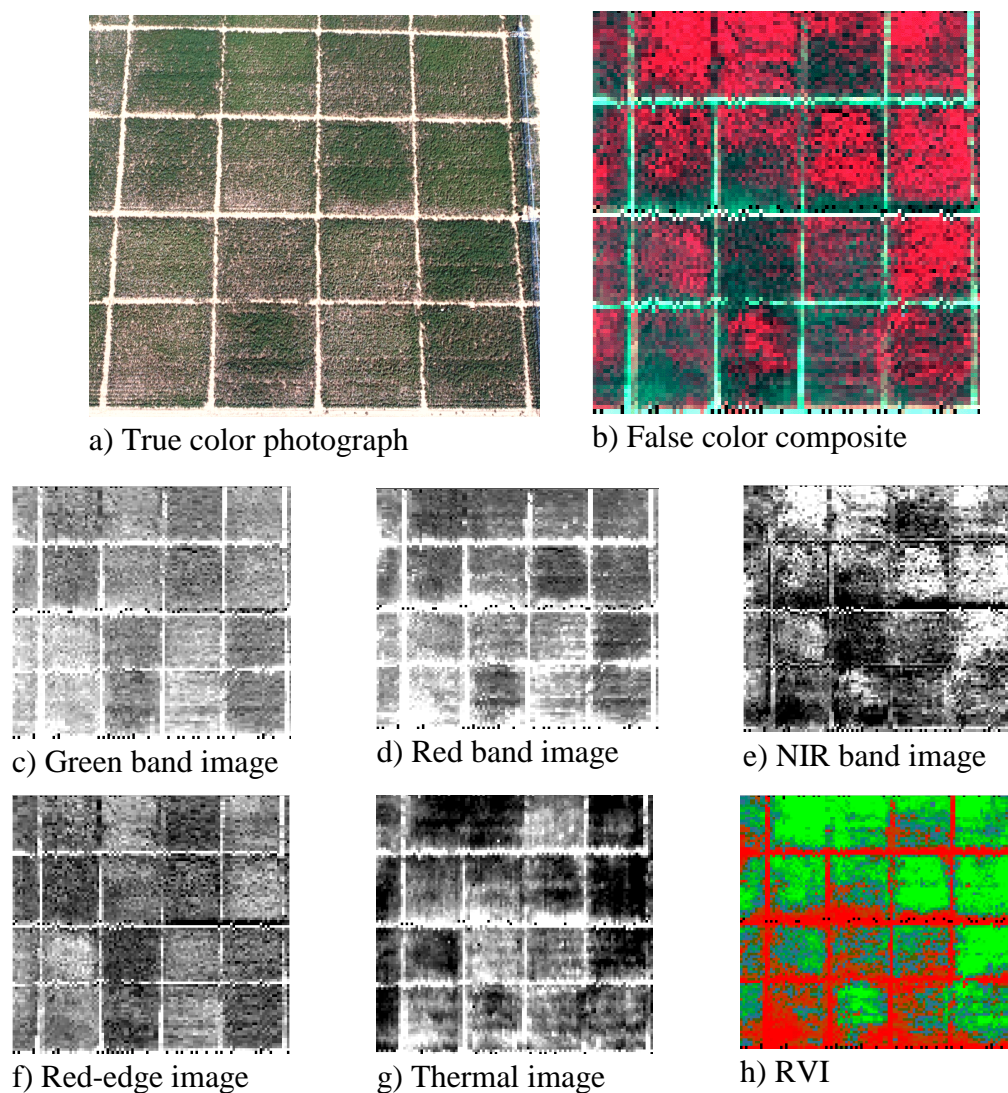 a) True color photograph
b) False color composite
c) Green band image
d) Red band image
e) NIR band image
f) Red-edge image
g) Thermal image
h) RVI